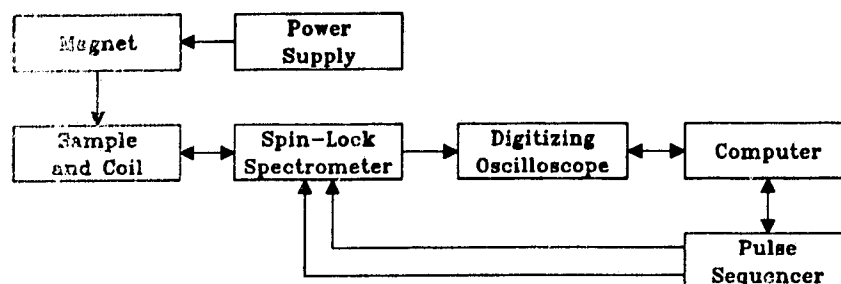 Magnet
Power
Supply
Sample
and Coil
Spin-Lock
Spectrometer
Digitizing
Oscilloscope
Computer
Pulse
Sequencer